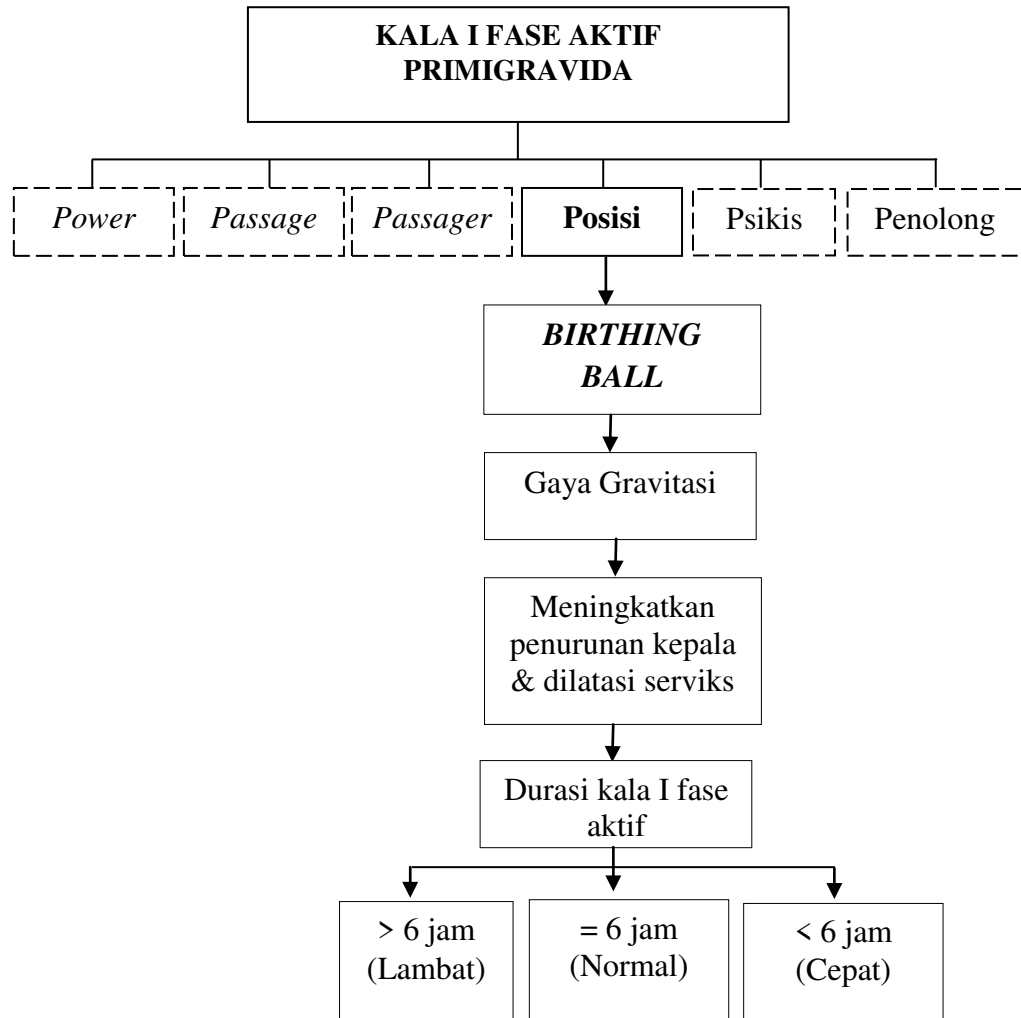 KALA I FASE AKTIF
PRIMIGRAVIDA
Power
Passage
Passager
Posisi
Psikis
Penolong
BIRTHING
BALL
Gaya Gravitasi
Meningkatkan
penurunan kepala
& dilatasi serviks
Durasi kala I fase
aktif
> 6 jam
(Lambat)
= 6 jam
(Normal)
< 6 jam
(Cepat)